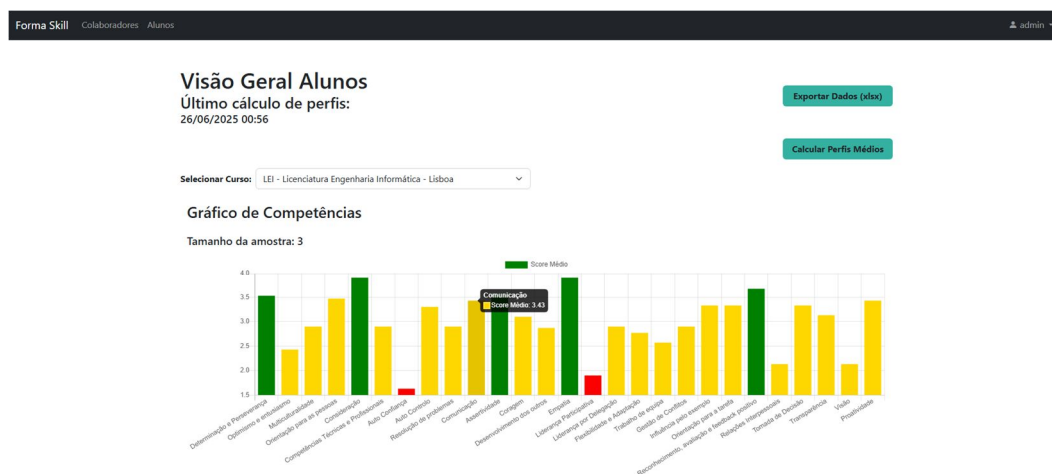 Forma Skill Colaboradores Alunos admin
Visão Geral Alunos
Último cálculo de perfis:
26/06/2025 00:56
Exportar Dados (xlsx)
Calcular Perfis Médios
Selecionar Curso: LEI - Licenciatura Engenharia Informática - Lisboa
Gráfico de Competências
Tamanho da amostra: 3
Score Médio
4.0
3.5
3.0
2.5
2.0
1.5
Comunicação
Score Médio: 3.43
Determinação e Perseverança
Optimismo e entusiasmo
Multiculturalidade
Orientação para as pessoas
Consideração
Competências Técnicas e Profissionais
Auto Confiança
Auto Controlo
Resolução de problemas
Comunicação
Assertividade
Coragem
Desenvolvimento dos outros
Empatia
Liderança Participativa
Liderança por Delegação
Flexibilidade e Adaptação
Trabalho de equipa
Gestão de Conflitos
Influência pelo exemplo
Orientação para a tarefa
Reconhecimento, avaliação e feedback positivo
Relações Interpessoais
Tomada de Decisão
Transparência
Visão
Proatividade